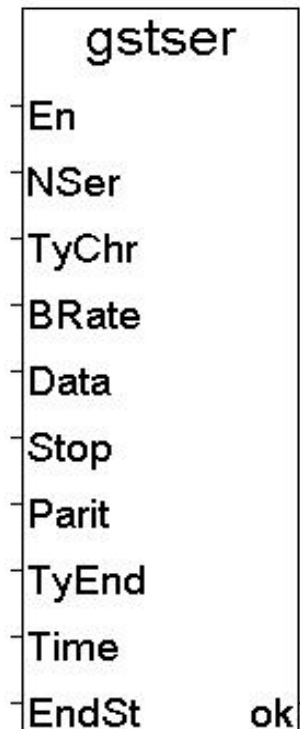 gstser
En
NSer
TyChr
BRate
Data
Stop
Parit
TyEnd
Time
EndSt ok